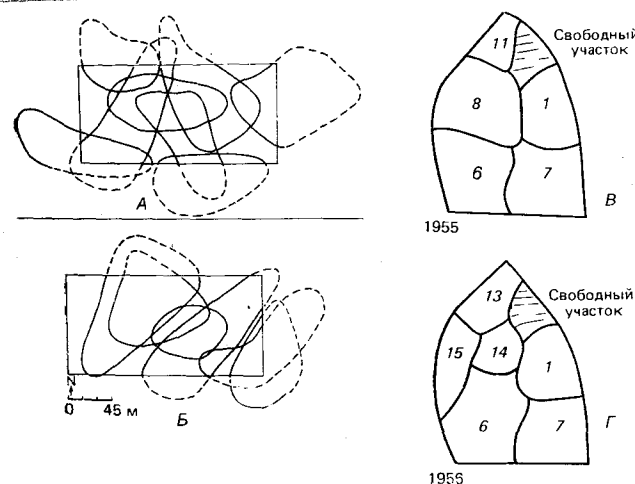 А
N
0 45 м
Б
11
Свободный
участок
8
1
6
7
В
1955
13
Свободный
участок
15
14
1
6
7
Г
1956